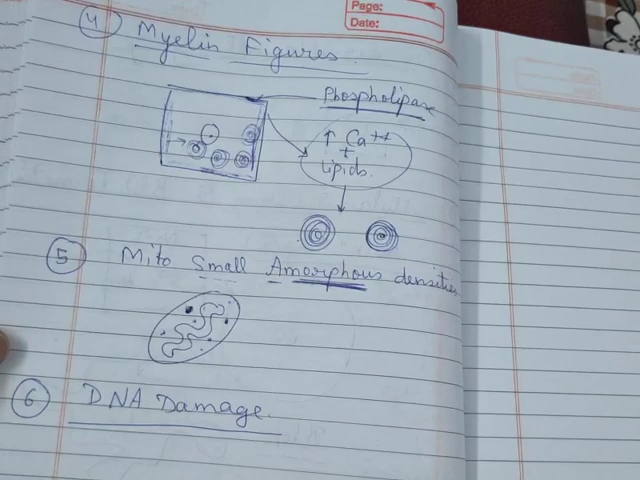 Page:
Date:
4 Myelin Figures.
Phospholipase
↑ Ca++
+
Lipids.
5 Mito Small Amorphous densities
6 DNA Damage.